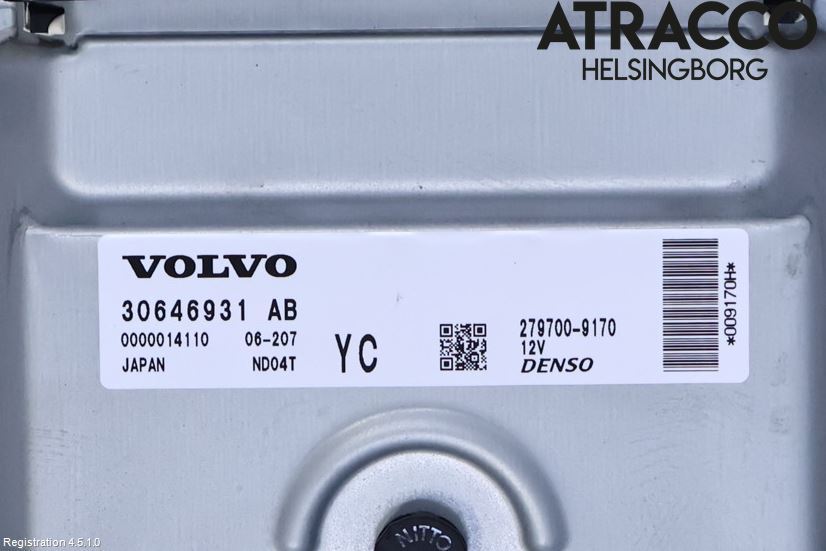 ATRACCO
HELSINGBORG
VOLVO
30646931 AB
0000014110 06-207
JAPAN ND04T
YC
279700-9170
12V
DENSO
*009170H*
NITTO
Registration 4.5.1.0